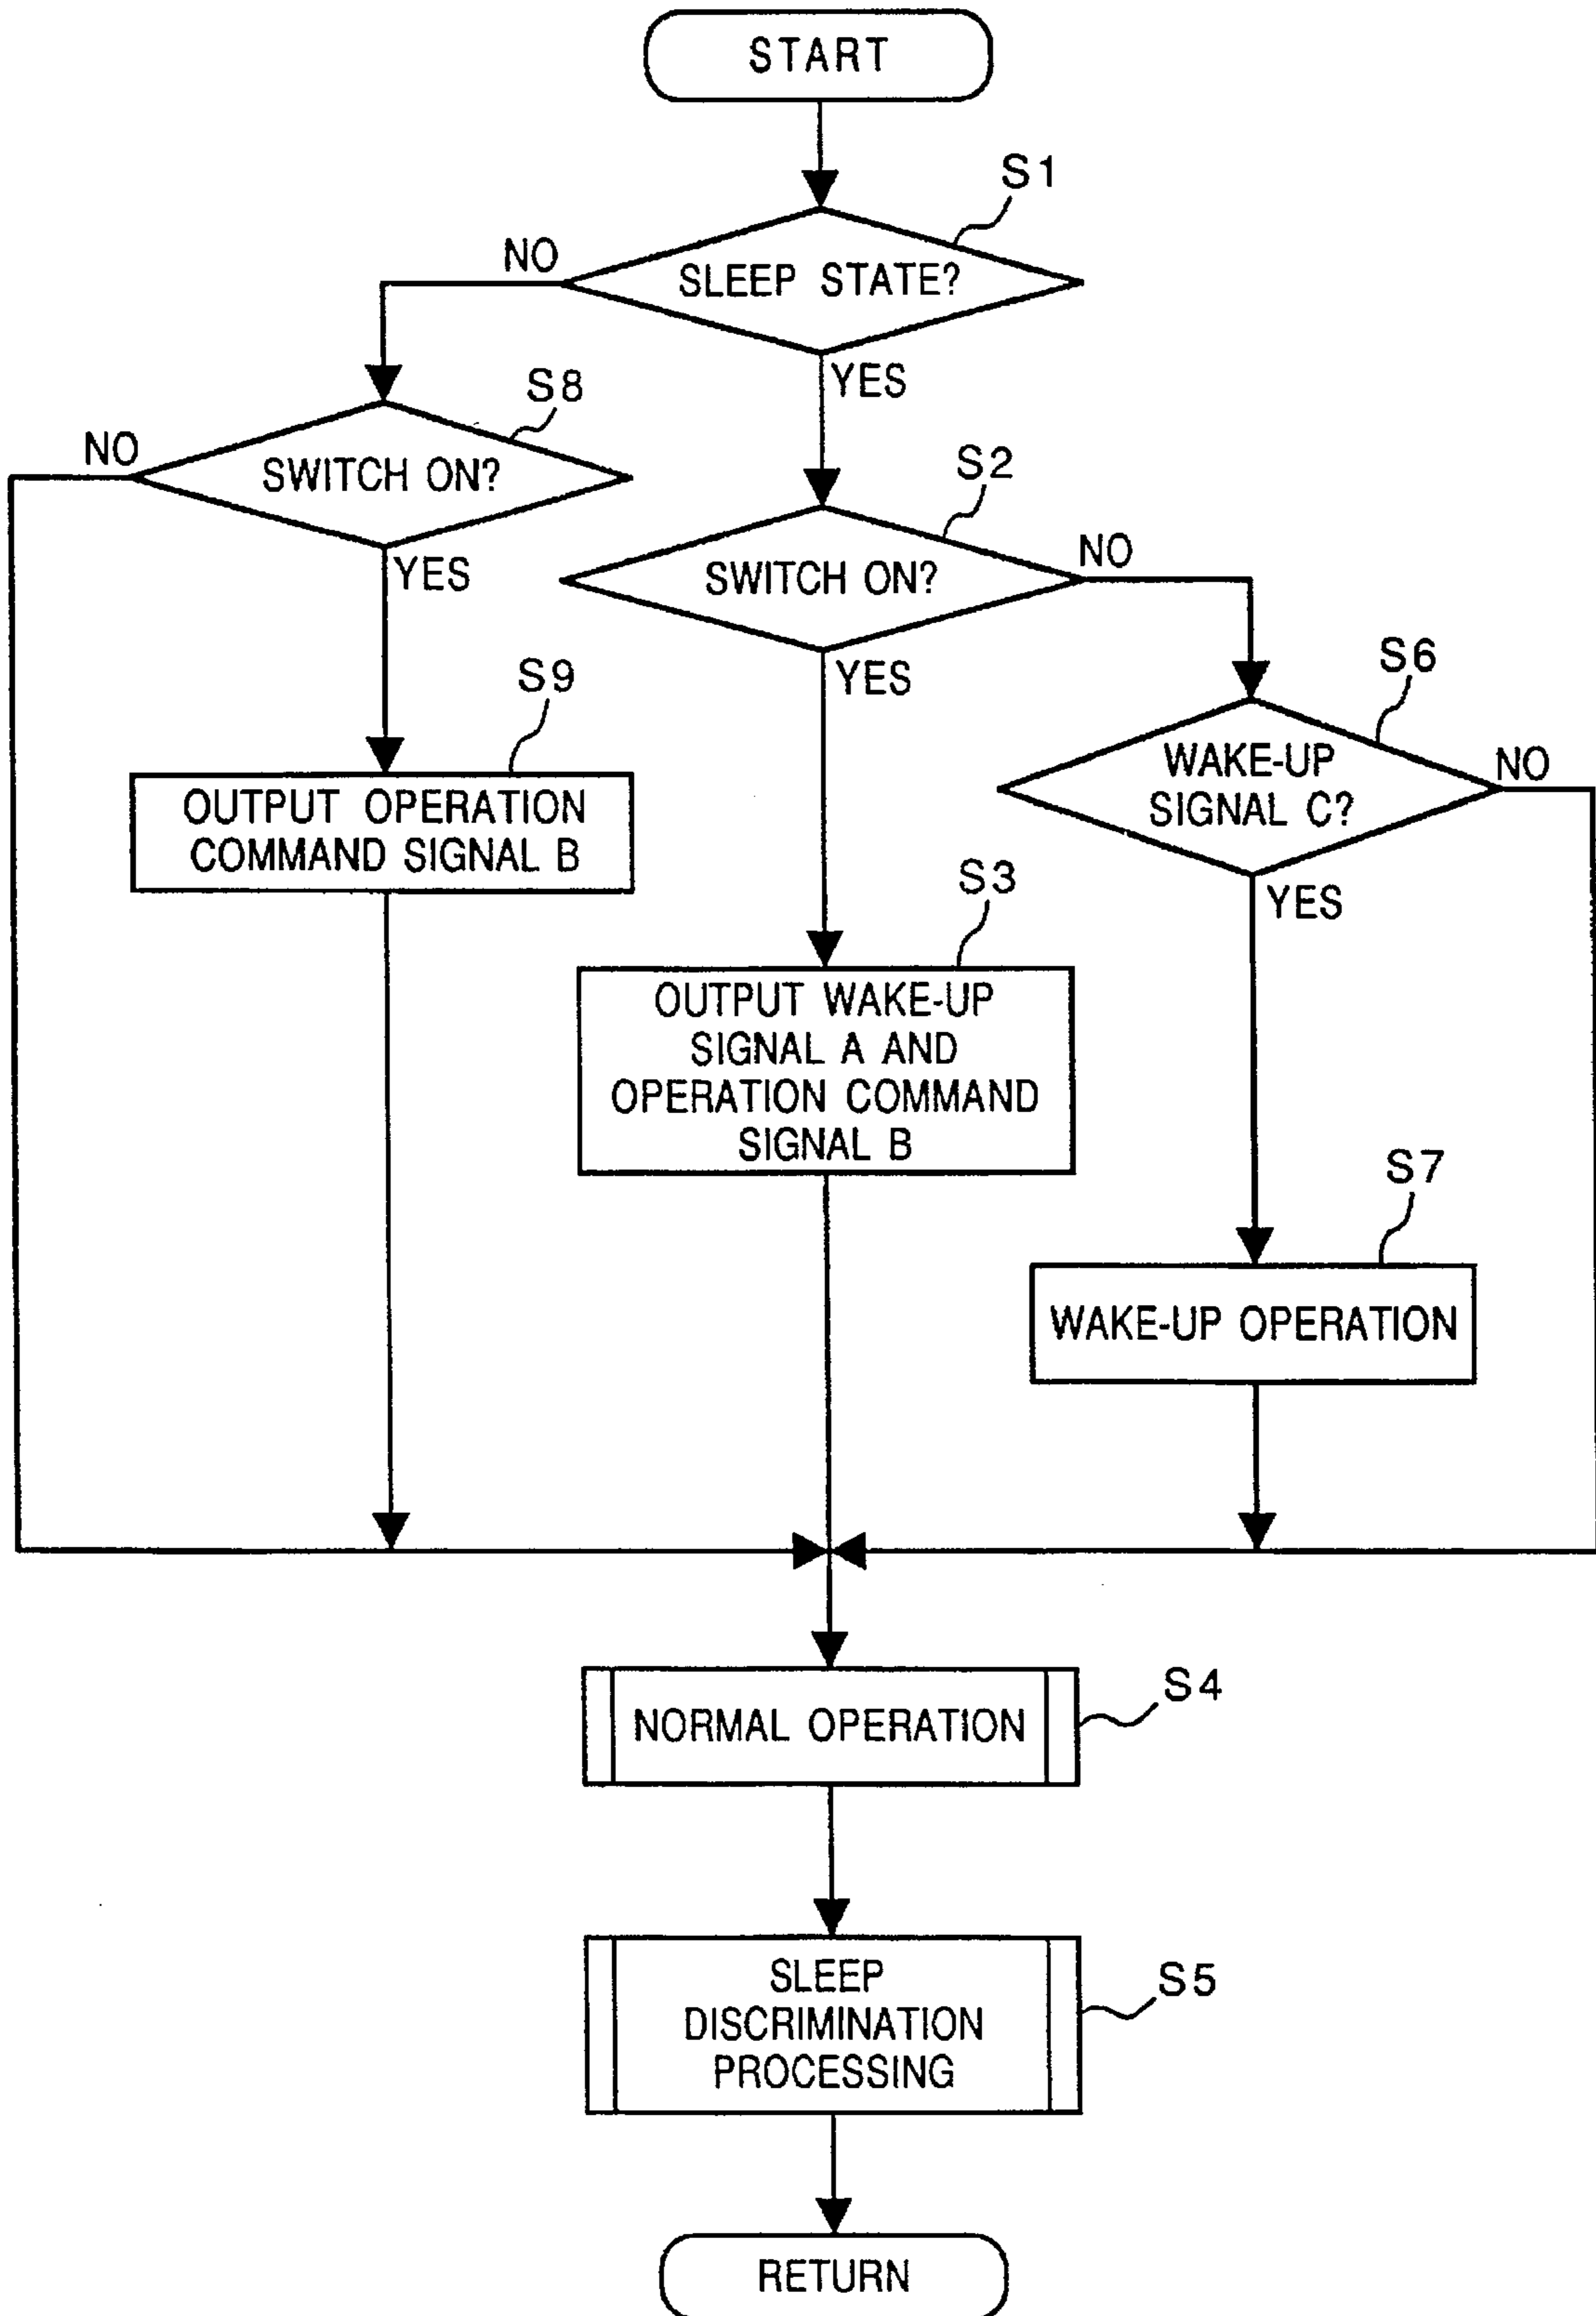 START
S1
NO
SLEEP STATE?
YES
S8
NO
SWITCH ON?
YES
S2
SWITCH ON?
NO
YES
S6
WAKE-UP
SIGNAL C?
NO
YES
S9
OUTPUT OPERATION
COMMAND SIGNAL B
S3
OUTPUT WAKE-UP
SIGNAL A AND
OPERATION COMMAND
SIGNAL B
S7
WAKE-UP OPERATION
NORMAL OPERATION
S4
SLEEP
DISCRIMINATION
PROCESSING
S5
RETURN